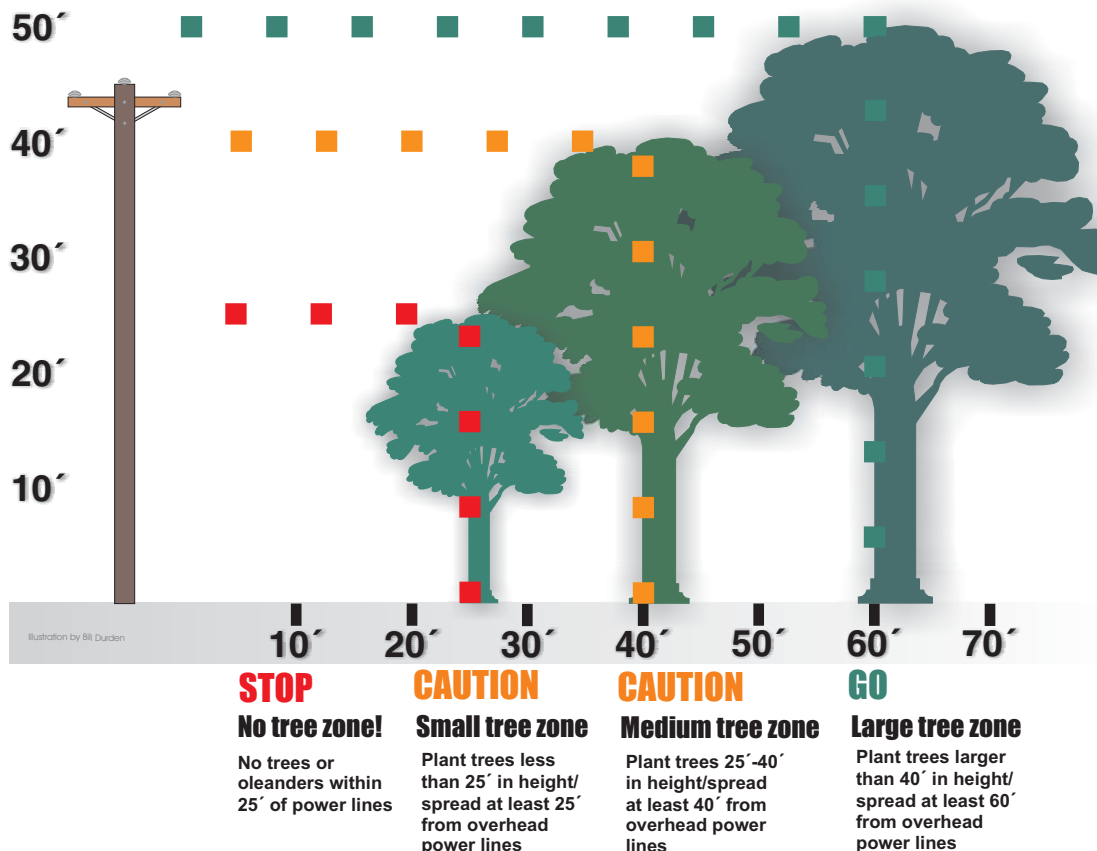 50´
40´
30´
20´
10´
Illustration by Bill Durden
10´ 20´ 30´ 40´ 50´ 60´ 70´
STOP
No tree zone!
No trees or
oleanders within
25´ of power lines
CAUTION
Small tree zone
Plant trees less
than 25´ in height/
spread at least 25´
from overhead
power lines
CAUTION
Medium tree zone
Plant trees 25´-40´
in height/spread
at least 40´ from
overhead power
lines
GO
Large tree zone
Plant trees larger
than 40´ in height/
spread at least 60´
from overhead
power lines